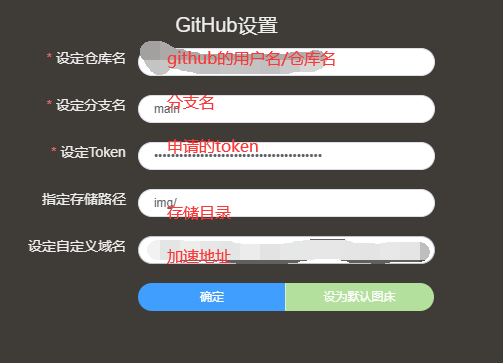 GitHub设置
* 设定仓库名
github的用户名/仓库名
* 设定分支名
分支名
main
* 设定Token
申请的token
指定存储路径
img/
存储目录
设定自定义域名
加速地址
确定
设为默认图床